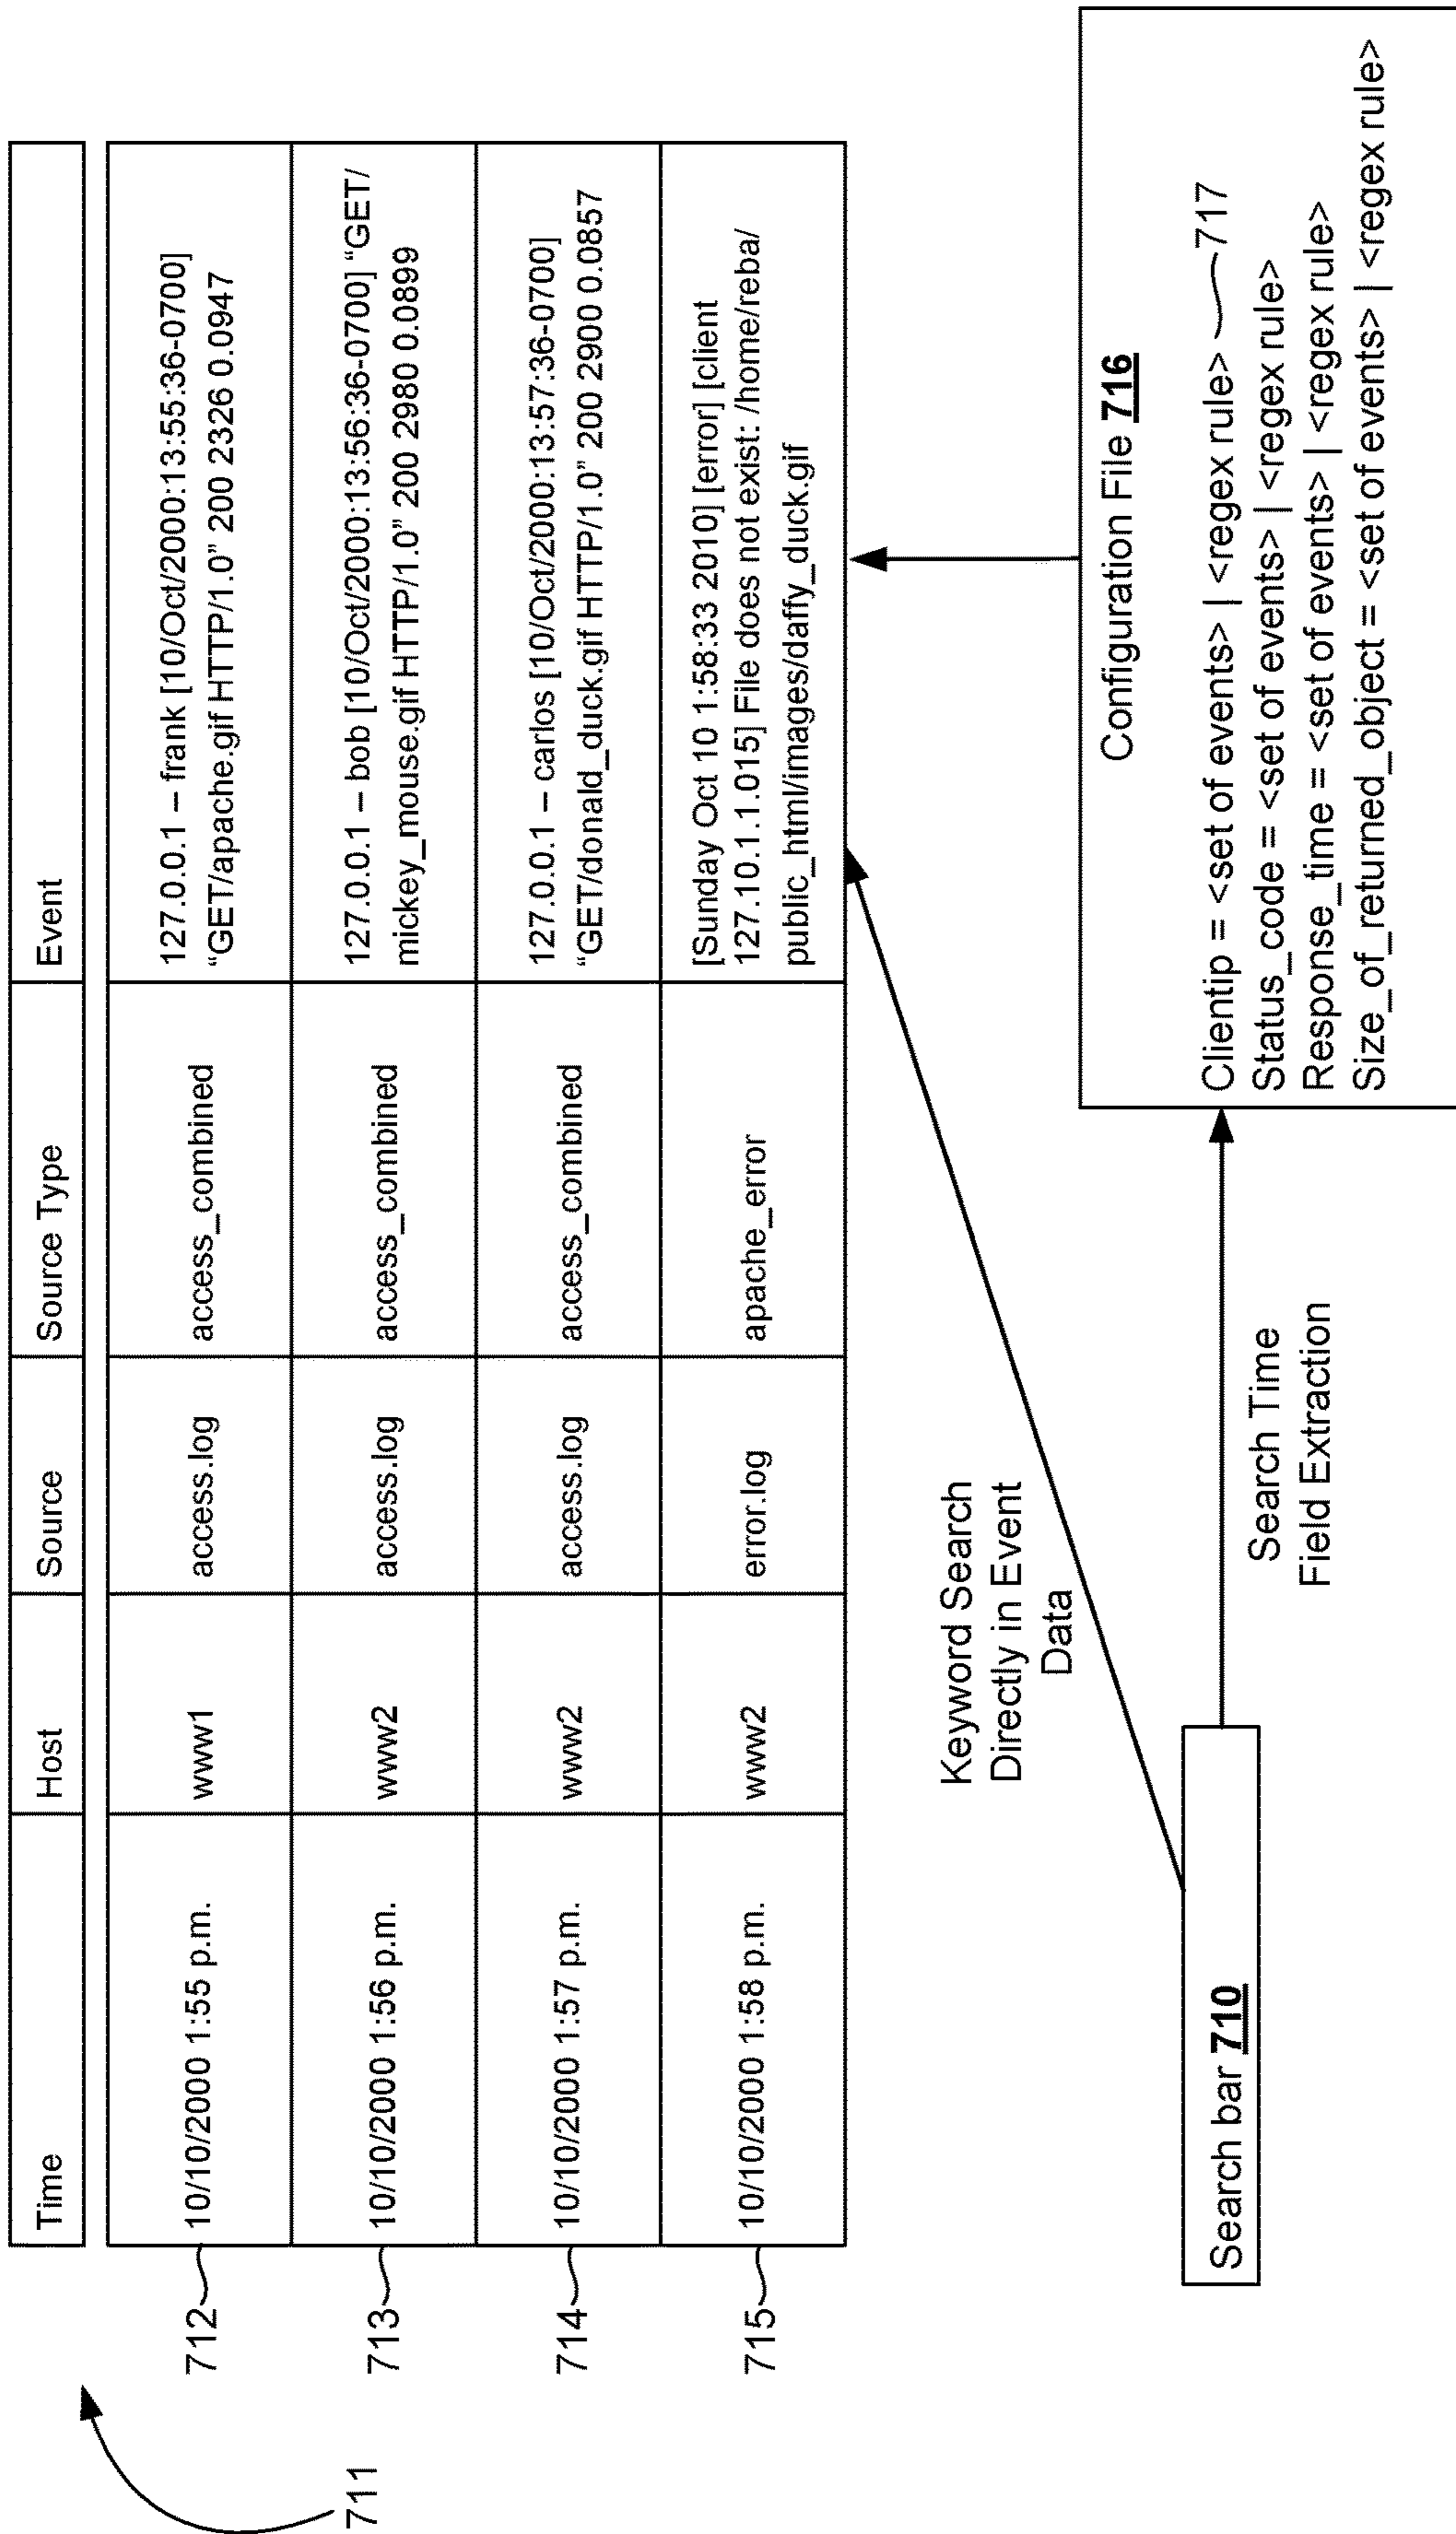 Time Host Source Source Type Event
712 10/10/2000 1:55 p.m. www1 access.log access_combined 127.0.0.1 – frank [10/Oct/2000:13:55:36-0700]
“GET/apache.gif HTTP/1.0” 200 2326 0.0947
713 10/10/2000 1:56 p.m. www2 access.log access_combined 127.0.0.1 – bob [10/Oct/2000:13:56:36-0700] “GET/
mickey_mouse.gif HTTP/1.0” 200 2980 0.0899
714 10/10/2000 1:57 p.m. www2 access.log access_combined 127.0.0.1 – carlos [10/Oct/2000:13:57:36-0700]
“GET/donald_duck.gif HTTP/1.0” 200 2900 0.0857
715 10/10/2000 1:58 p.m. www2 error.log apache_error [Sunday Oct 10 1:58:33 2010] [error] [client
127.10.1.1.015] File does not exist: /home/reba/
public_html/images/daffy_duck.gif
711
Keyword Search
Directly in Event
Data
Search bar 710
Search Time
Field Extraction
Configuration File 716
Clientip = <set of events> | <regex rule> 717
Status_code = <set of events> | <regex rule>
Response_time = <set of events> | <regex rule>
Size_of_returned_object = <set of events> | <regex rule>